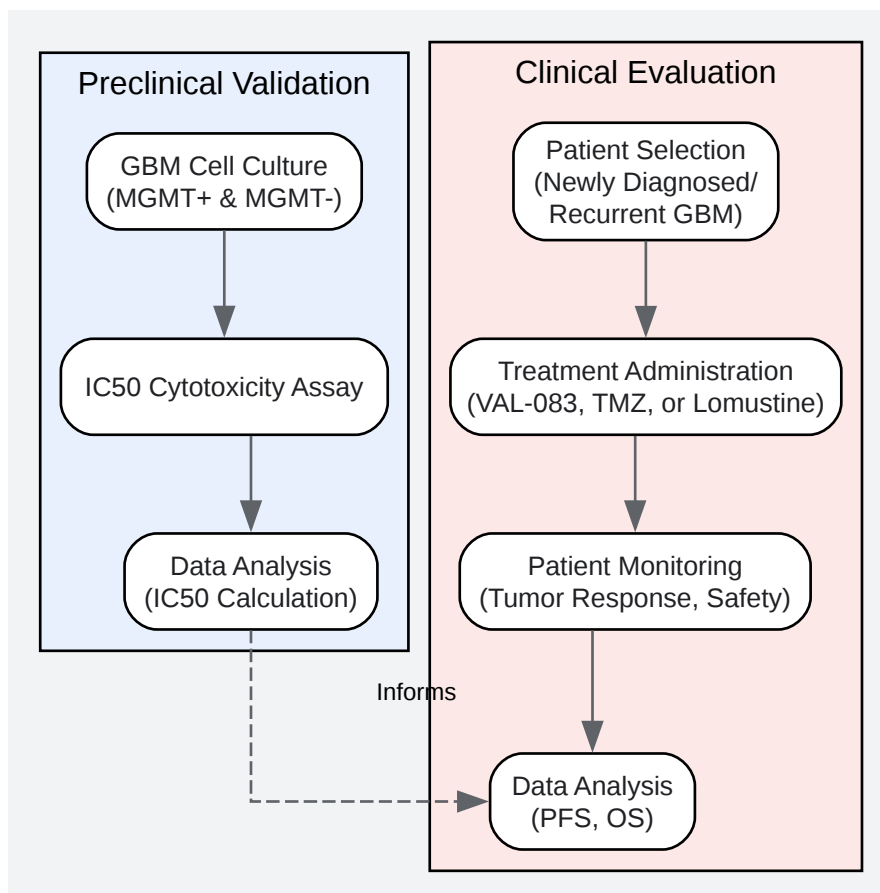 Preclinical Validation
GBM Cell Culture
(MGMT+ & MGMT-)
IC50 Cytotoxicity Assay
Data Analysis
(IC50 Calculation)
Informs
Clinical Evaluation
Patient Selection
(Newly Diagnosed/
Recurrent GBM)
Treatment Administration
(VAL-083, TMZ, or Lomustine)
Patient Monitoring
(Tumor Response, Safety)
Data Analysis
(PFS, OS)